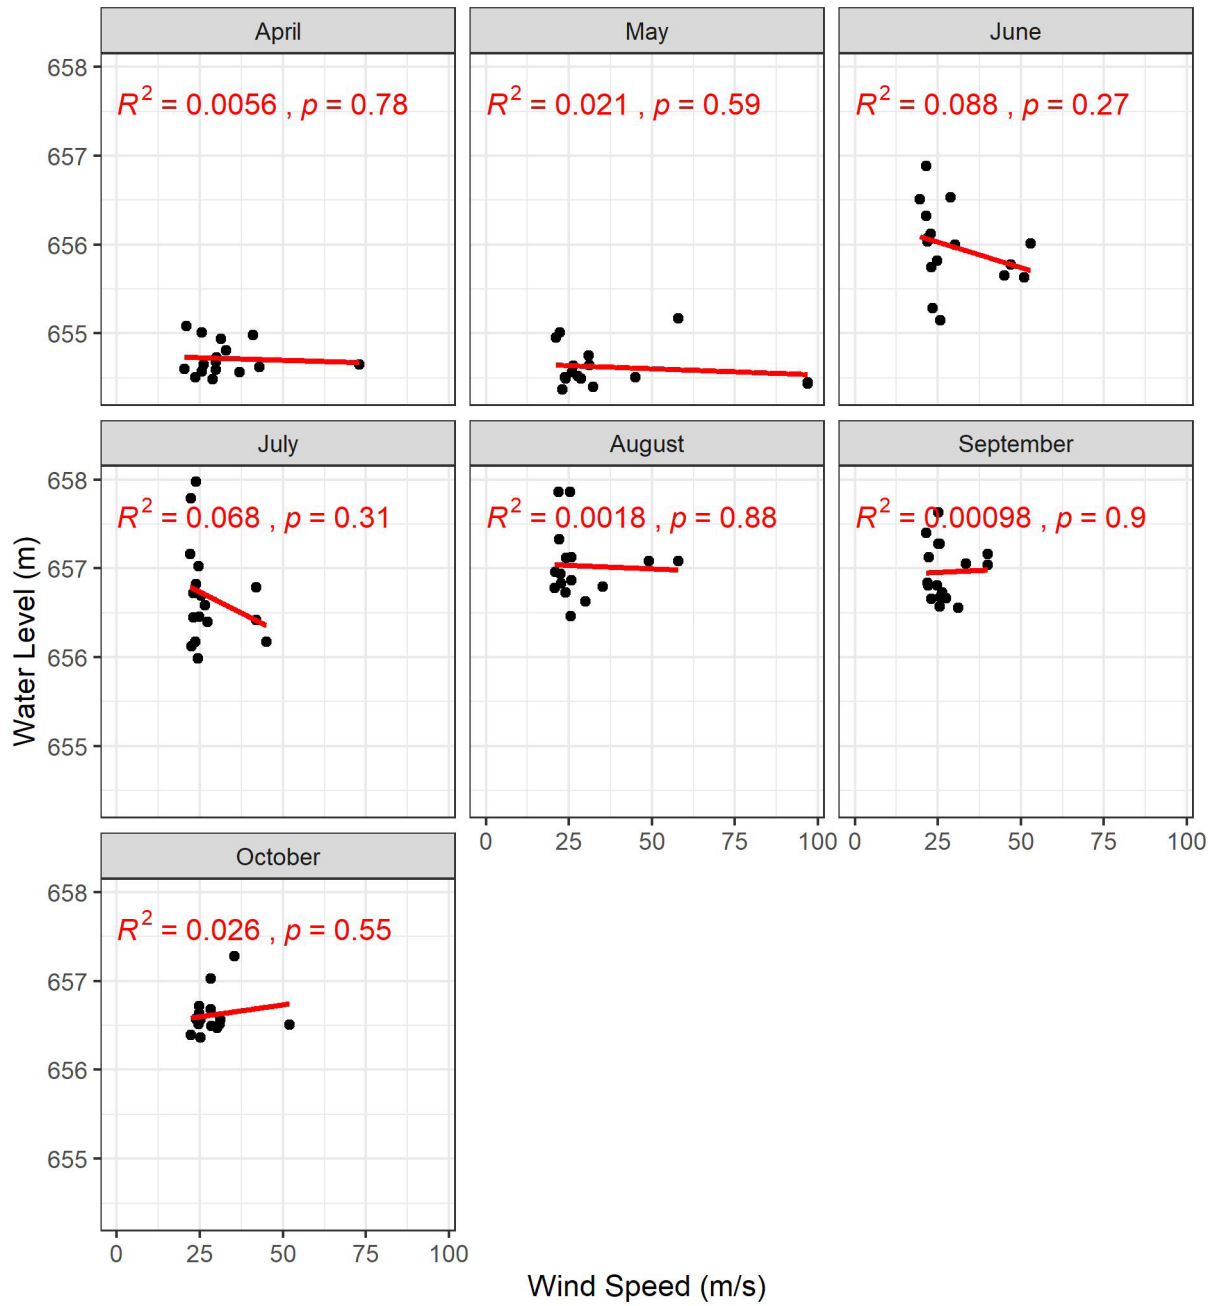 April May June
R² = 0.0056 , p = 0.78 R² = 0.021 , p = 0.59 R² = 0.088 , p = 0.27
658
657
656
655
July August September
R² = 0.068 , p = 0.31 R² = 0.0018 , p = 0.88 R² = 0.00098 , p = 0.9
658
657
656
655
0 25 50 75 100 0 25 50 75 100
October
R² = 0.026 , p = 0.55
658
657
656
655
0 25 50 75 100
Water Level (m)
Wind Speed (m/s)